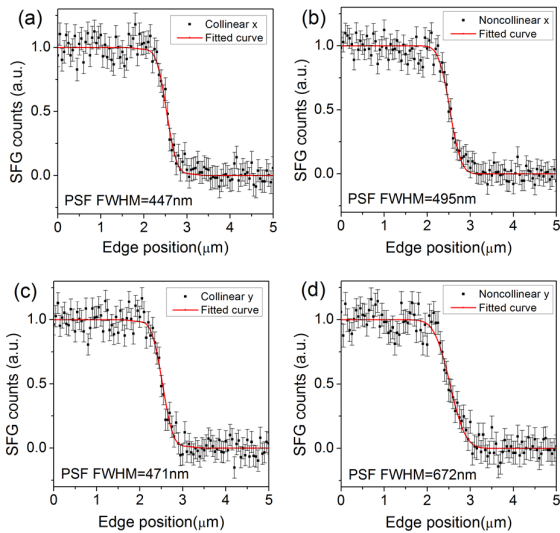 (a)
Collinear x
Fitted curve
SFG counts (a.u.)
1.0
0.5
0.0
PSF FWHM=447nm
0 1 2 3 4 5
Edge position(μm)
(b)
Noncollinear x
Fitted curve
SFG counts (a.u.)
1.0
0.5
0.0
PSF FWHM=495nm
0 1 2 3 4 5
Edge position(μm)
(c)
Collinear y
Fitted curve
SFG counts (a.u.)
1.0
0.5
0.0
PSF FWHM=471nm
0 1 2 3 4 5
Edge position(μm)
(d)
Noncollinear y
Fitted curve
SFG counts (a.u.)
1.0
0.5
0.0
PSF FWHM=672nm
0 1 2 3 4 5
Edge position(μm)